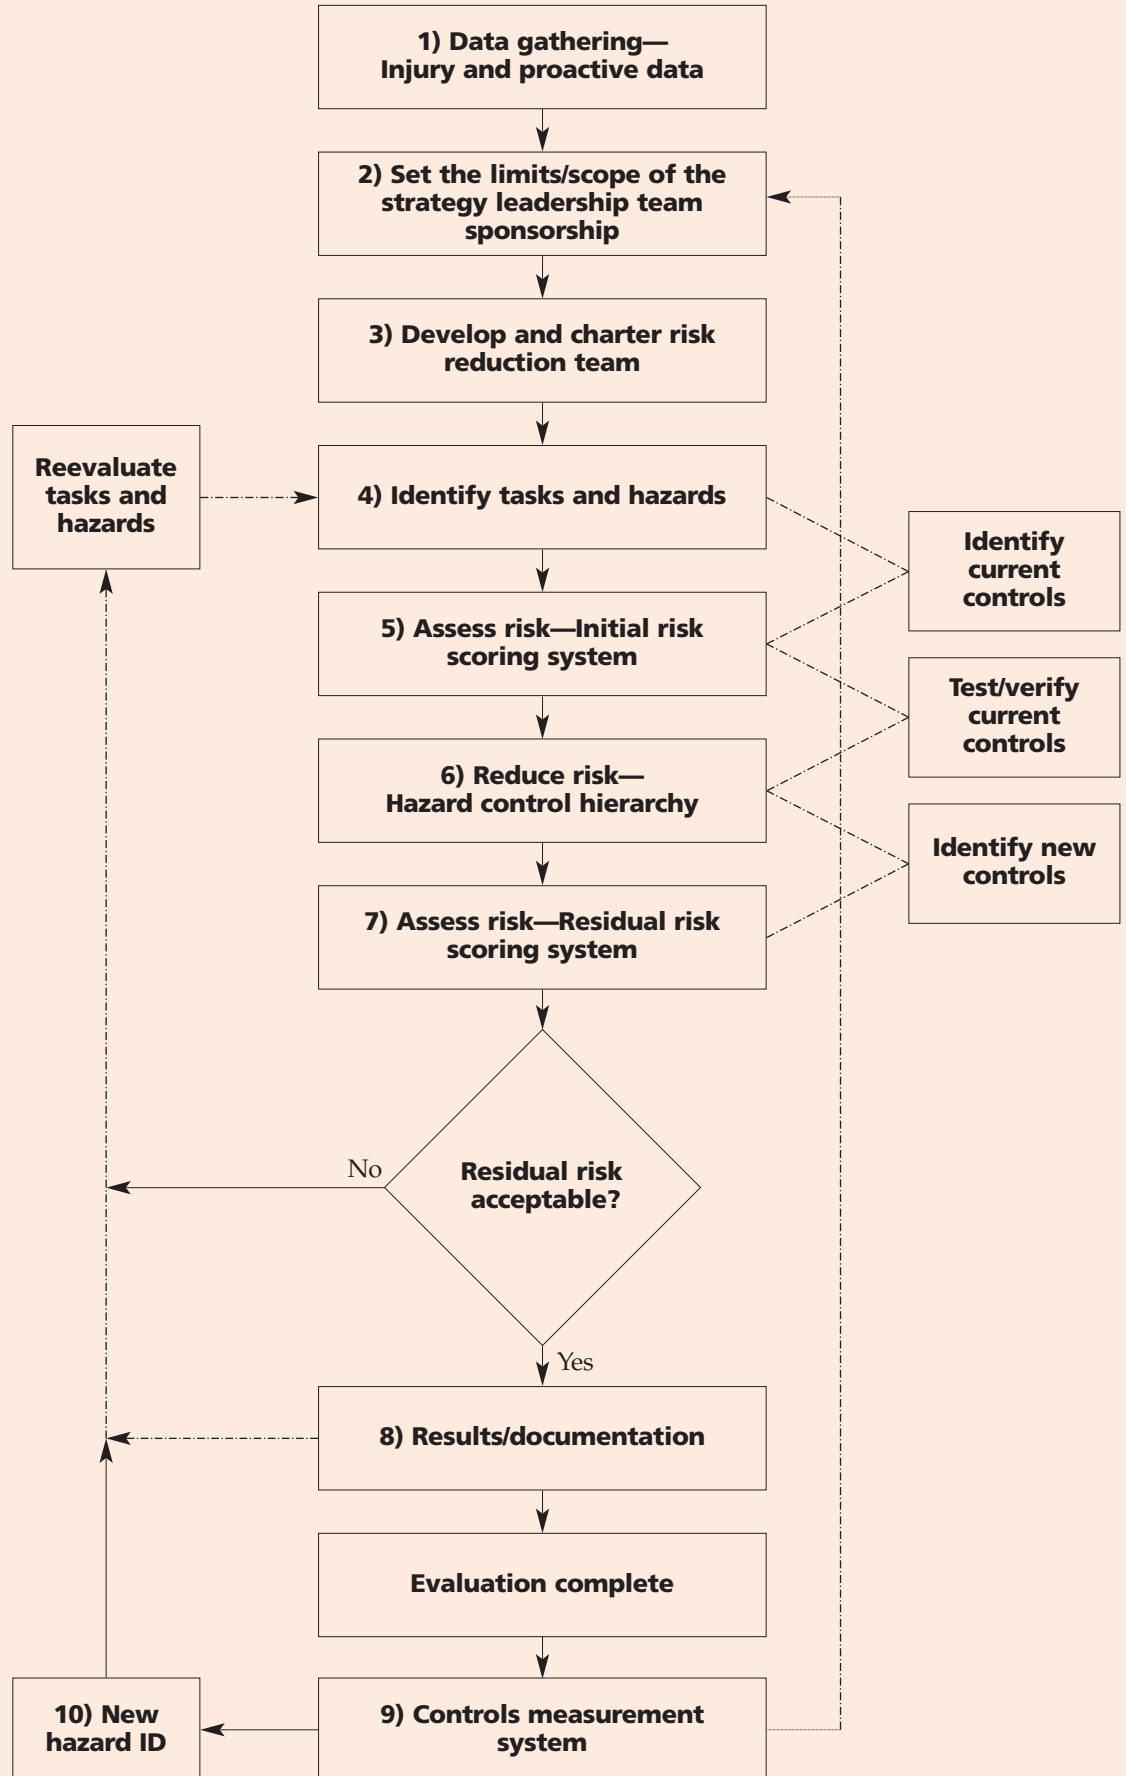 1) Data gathering—
Injury and proactive data
2) Set the limits/scope of the
strategy leadership team
sponsorship
3) Develop and charter risk
reduction team
Reevaluate
tasks and
hazards
4) Identify tasks and hazards
Identify
current
controls
5) Assess risk—Initial risk
scoring system
Test/verify
current
controls
6) Reduce risk—
Hazard control hierarchy
Identify new
controls
7) Assess risk—Residual risk
scoring system
No
Residual risk
acceptable?
Yes
8) Results/documentation
Evaluation complete
10) New
hazard ID
9) Controls measurement
system